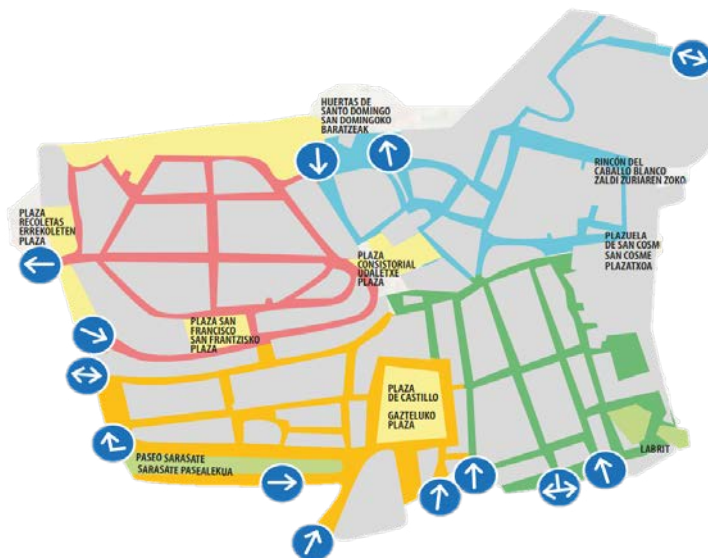 HUERTAS DE
SANTO DOMINGO
SAN DOMINGOKO
BARATZEAK
RINCÓN DEL
CABALLO BLANCO
ZALDI ZURIAREN ZOKO
PLAZA
RECOLETAS
ERREKOLETEN
PLAZA
PLAZUELA
DE SAN COSM
SAN COSME
PLAZATXOA
PLAZA
CONSISTORIAL
UDALETXE
PLAZA
PLAZA SAN
FRANCISCO
SAN FRANTZISKO
PLAZA
PLAZA
DE CASTILLO
GAZTELUKO
PLAZA
LABRIT
PASEO SARASATE
SARASATE PASEALEKUA